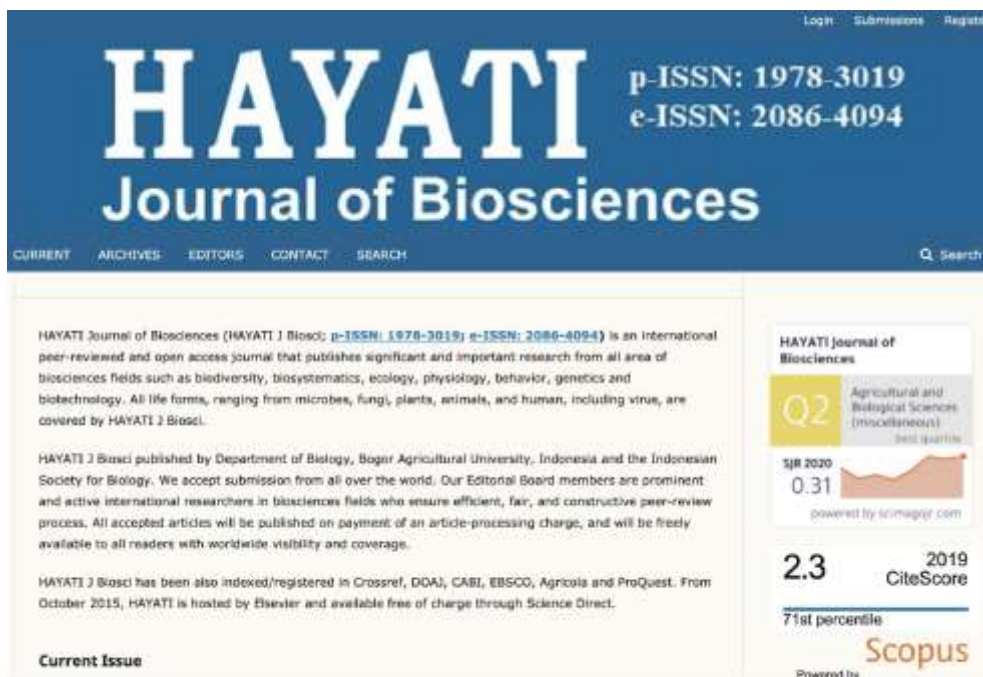 Login Submissions Registe
HAYATI
p-ISSN: 1978-3019
e-ISSN: 2086-4094
Journal of Biosciences
CURRENT ARCHIVES EDITORS CONTACT SEARCH
Search
HAYATI Journal of Biosciences (HAYATI J Biosci; p-ISSN: 1978-3019; e-ISSN: 2086-4094) is an international
peer-reviewed and open access journal that publishes significant and important research from all area of
biosciences fields such as biodiversity, biosystematics, ecology, physiology, behavior, genetics and
biotechnology. All life forms, ranging from microbes, fungi, plants, animals, and human, including virus, are
covered by HAYATI J Biosci.
HAYATI J Biosci published by Department of Biology, Bogor Agricultural University, Indonesia and the Indonesian
Society for Biology. We accept submission from all over the world. Our Editorial Board members are prominent
and active international researchers in biosciences fields who ensure efficient, fair, and constructive peer-review
process. All accepted articles will be published on payment of an article-processing charge, and will be freely
available to all readers with worldwide visibility and coverage.
HAYATI J Biosci has been also indexed/registered in Crossref, DOAJ, CABI, EBSCO, Agricola and ProQuest. From
October 2015, HAYATI is hosted by Elsevier and available free of charge through Science Direct.
Current Issue
HAYATI Journal of
Biosciences
Q2
Agricultural and
Biological Sciences
(miscellaneous)
best quartile
SJR 2020
0.31
powered by scimagojr.com
2.3
2019
CiteScore
71st percentile
Scopus
Powered by